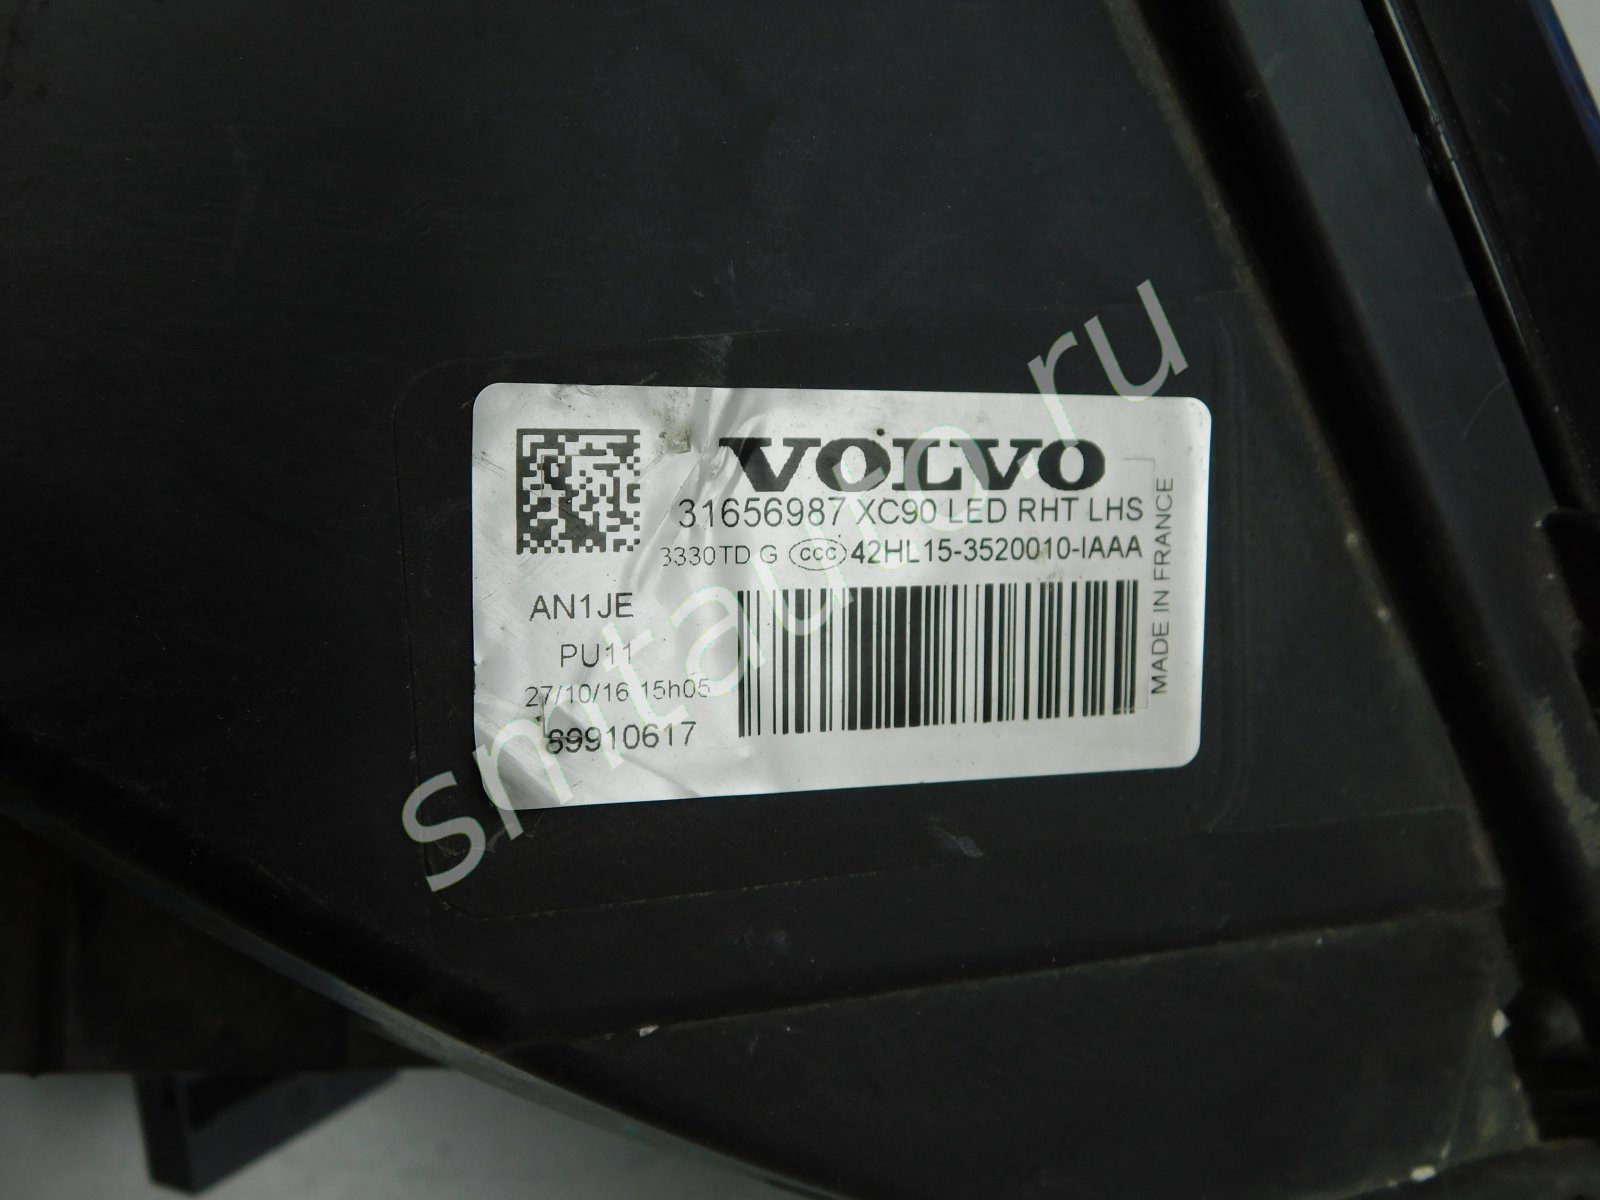 VOLVO
31656987 XC90 LED RHT LHS
3330TD G CCC 42HL15-3520010-IAAA
AN1JE
PU11
27/10/16 15h05
89910617
MADE IN FRANCE
smtauto.ru